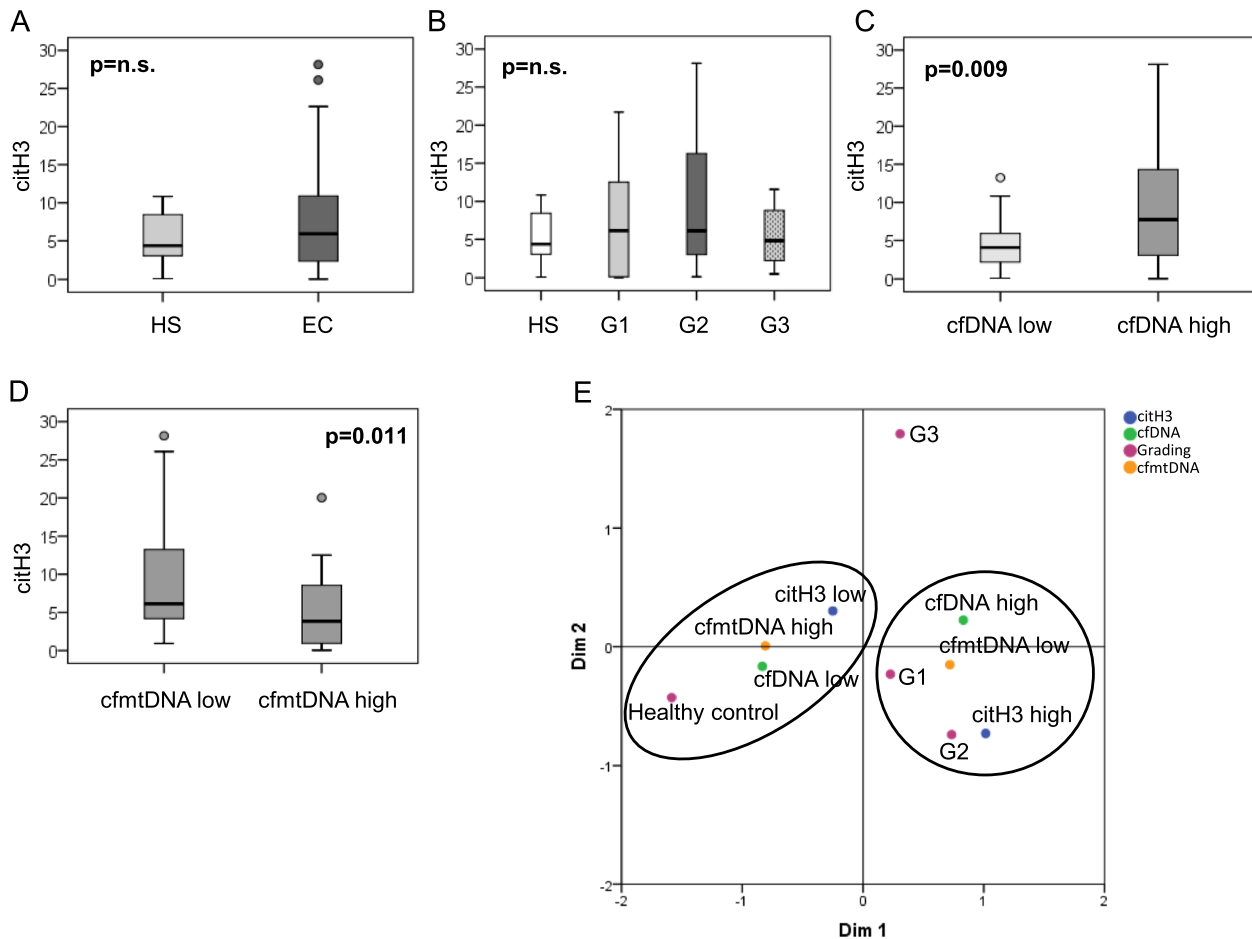 A
B
C
30
25
20
15
10
5
0
citH3
p=n.s.
HS
EC
30
25
20
15
10
5
0
citH3
p=n.s.
HS
G1
G2
G3
30
25
20
15
10
5
0
citH3
p=0.009
cfDNA low
cfDNA high
D
E
30
25
20
15
10
5
0
citH3
p=0.011
cfmtDNA low
cfmtDNA high
2
1
0
-1
-2
Dim 2
G3
citH3 low
cfDNA high
cfmtDNA high
cfmtDNA low
cfDNA low
G1
Healthy control
citH3 high
G2
-2
-1
0
1
2
Dim 1
citH3
cfDNA
Grading
cfmtDNA